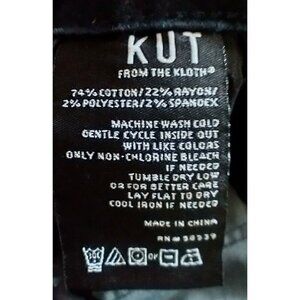 KUT
FROM THE KLOTH®
74% COTTON/22% RAYON/
2% POLYESTER/2% SPANDEX
MACHINE WASH COLD
GENTLE CYCLE INSIDE OUT
WITH LIKE COLORS
ONLY NON-CHLORINE BLEACH
IF NEEDED
TUMBLE DRY LOW
OR FOR BETTER CARE
LAY FLAT TO DRY
COOL IRON IF NEEDED
MADE IN CHINA
RN#
OR